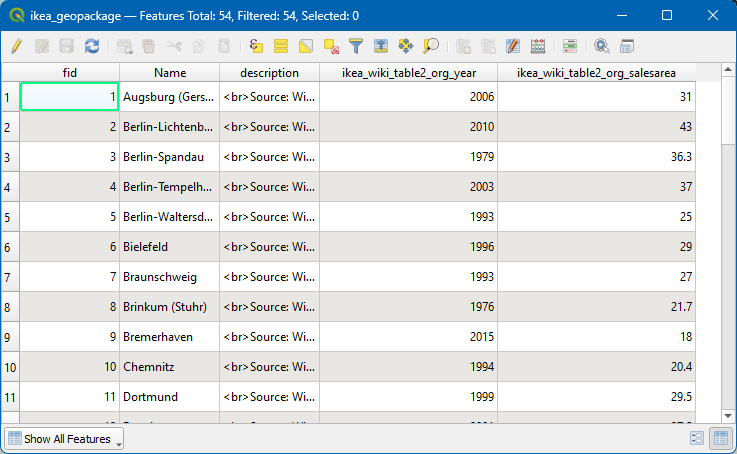 ikea_geopackage — Features Total: 54, Filtered: 54, Selected: 0
fid Name description ikea_wiki_table2_org_year ikea_wiki_table2_org_salesarea
1 1 Augsburg (Gers... <br>Source: Wi... 2006 31
2 2 Berlin-Lichtenb... <br>Source: Wi... 2010 43
3 3 Berlin-Spandau <br>Source: Wi... 1979 36.3
4 4 Berlin-Tempelh... <br>Source: Wi... 2003 37
5 5 Berlin-Waltersd... <br>Source: Wi... 1993 25
6 6 Bielefeld <br>Source: Wi... 1996 29
7 7 Braunschweig <br>Source: Wi... 1993 27
8 8 Brinkum (Stuhr) <br>Source: Wi... 1976 21.7
9 9 Bremerhaven <br>Source: Wi... 2015 18
10 10 Chemnitz <br>Source: Wi... 1994 20.4
11 11 Dortmund <br>Source: Wi... 1999 29.5
Show All Features